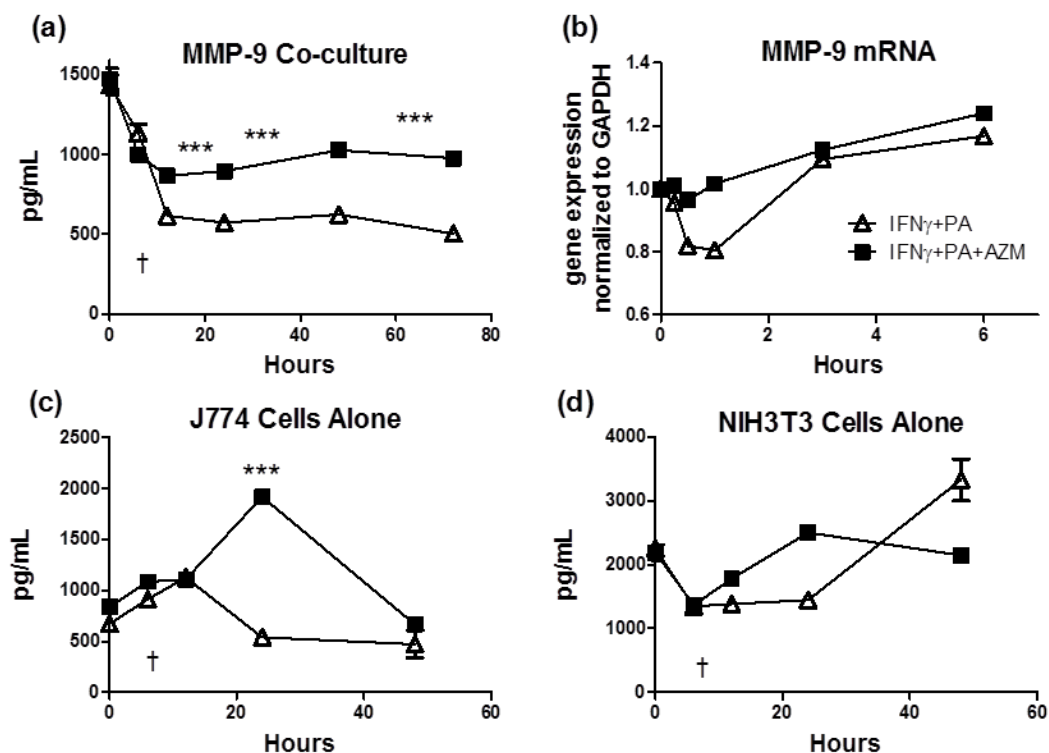 (a)
MMP-9 Co-culture
1500
1000
500
0
pg/mL
***
***
***
†
0 20 40 60 80
Hours
(b)
MMP-9 mRNA
1.4
1.2
1.0
0.8
0.6
gene expression
normalized to GAPDH
IFNγ+PA
IFNγ+PA+AZM
0 2 4 6
Hours
(c)
J774 Cells Alone
2500
2000
1500
1000
500
0
pg/mL
***
†
0 20 40 60
Hours
(d)
NIH3T3 Cells Alone
4000
3000
2000
1000
0
pg/mL
†
0 20 40 60
Hours